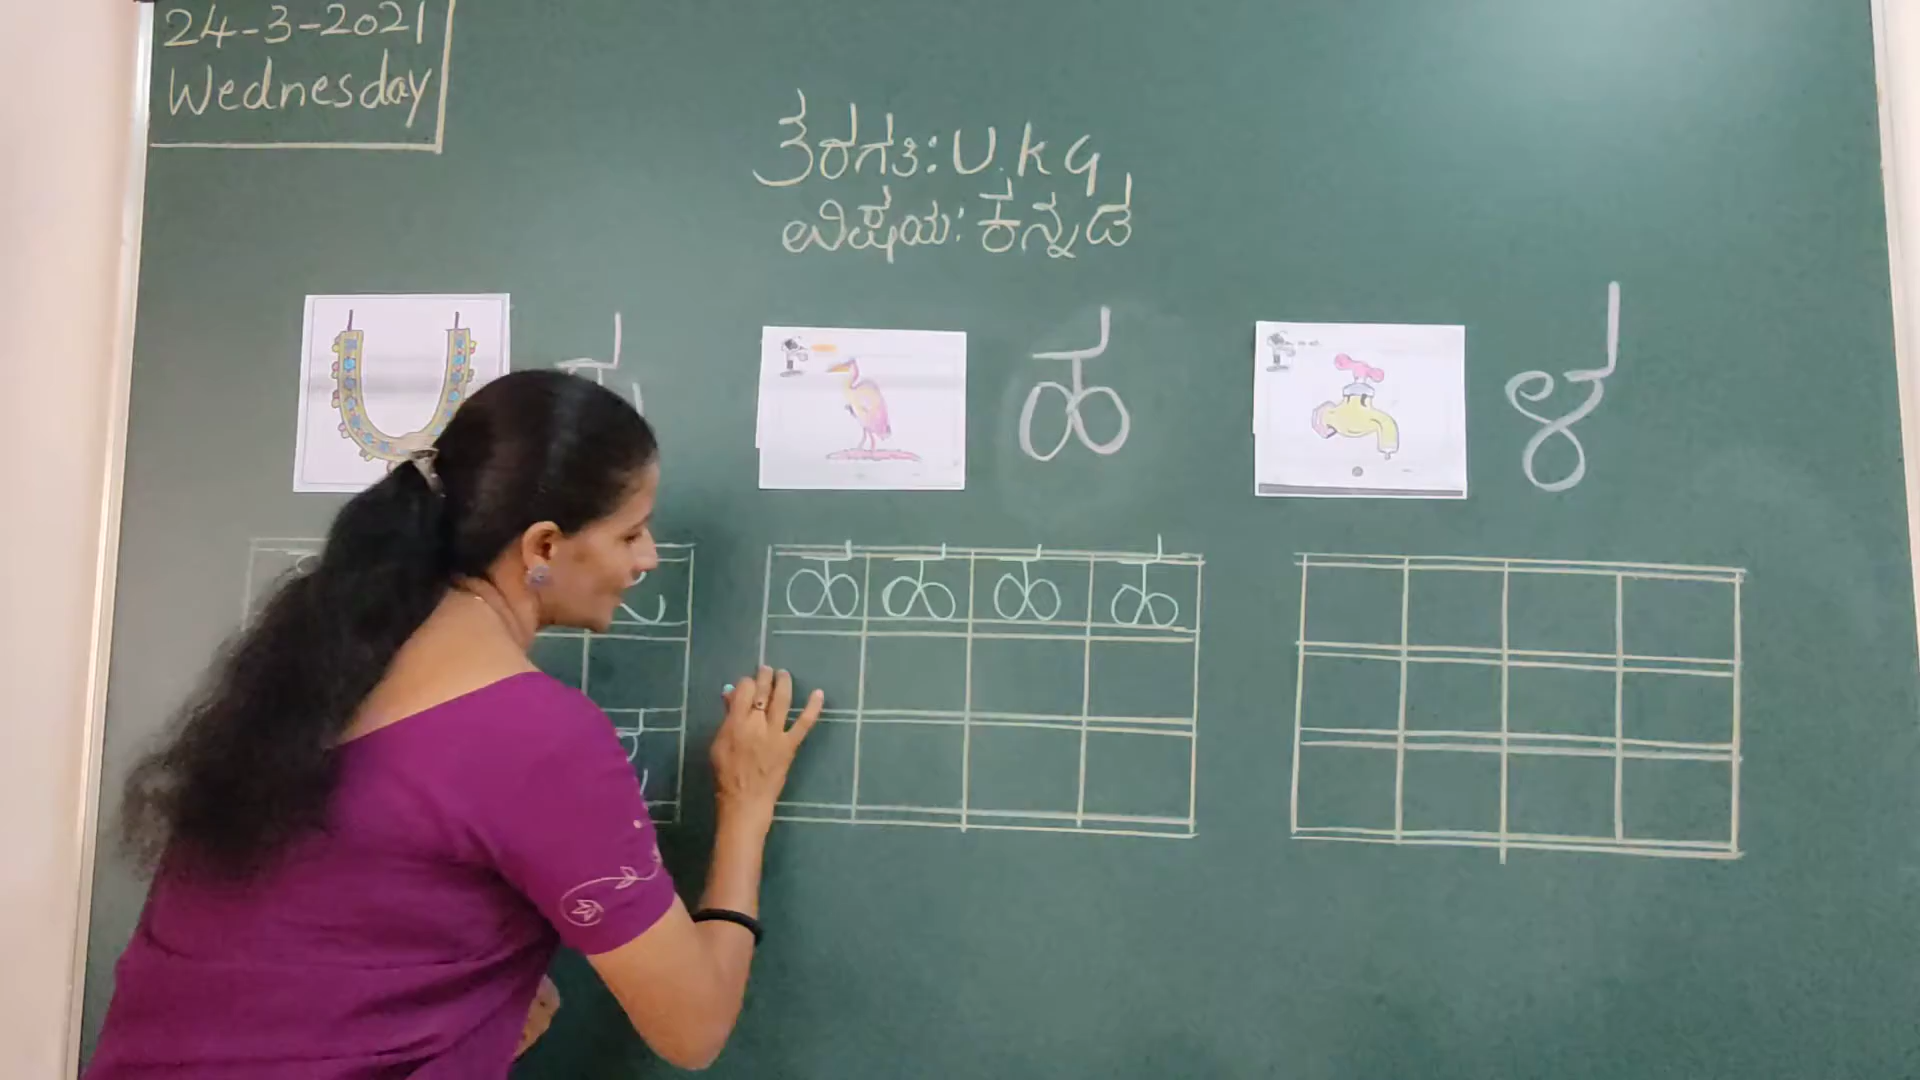 24-3-2021
Wednesday
ತರಗತಿ: U.k.g
ವಿಷಯ: ಕನ್ನಡ
ಹ
ಳ
ಹ ಹ ಹ ಹ